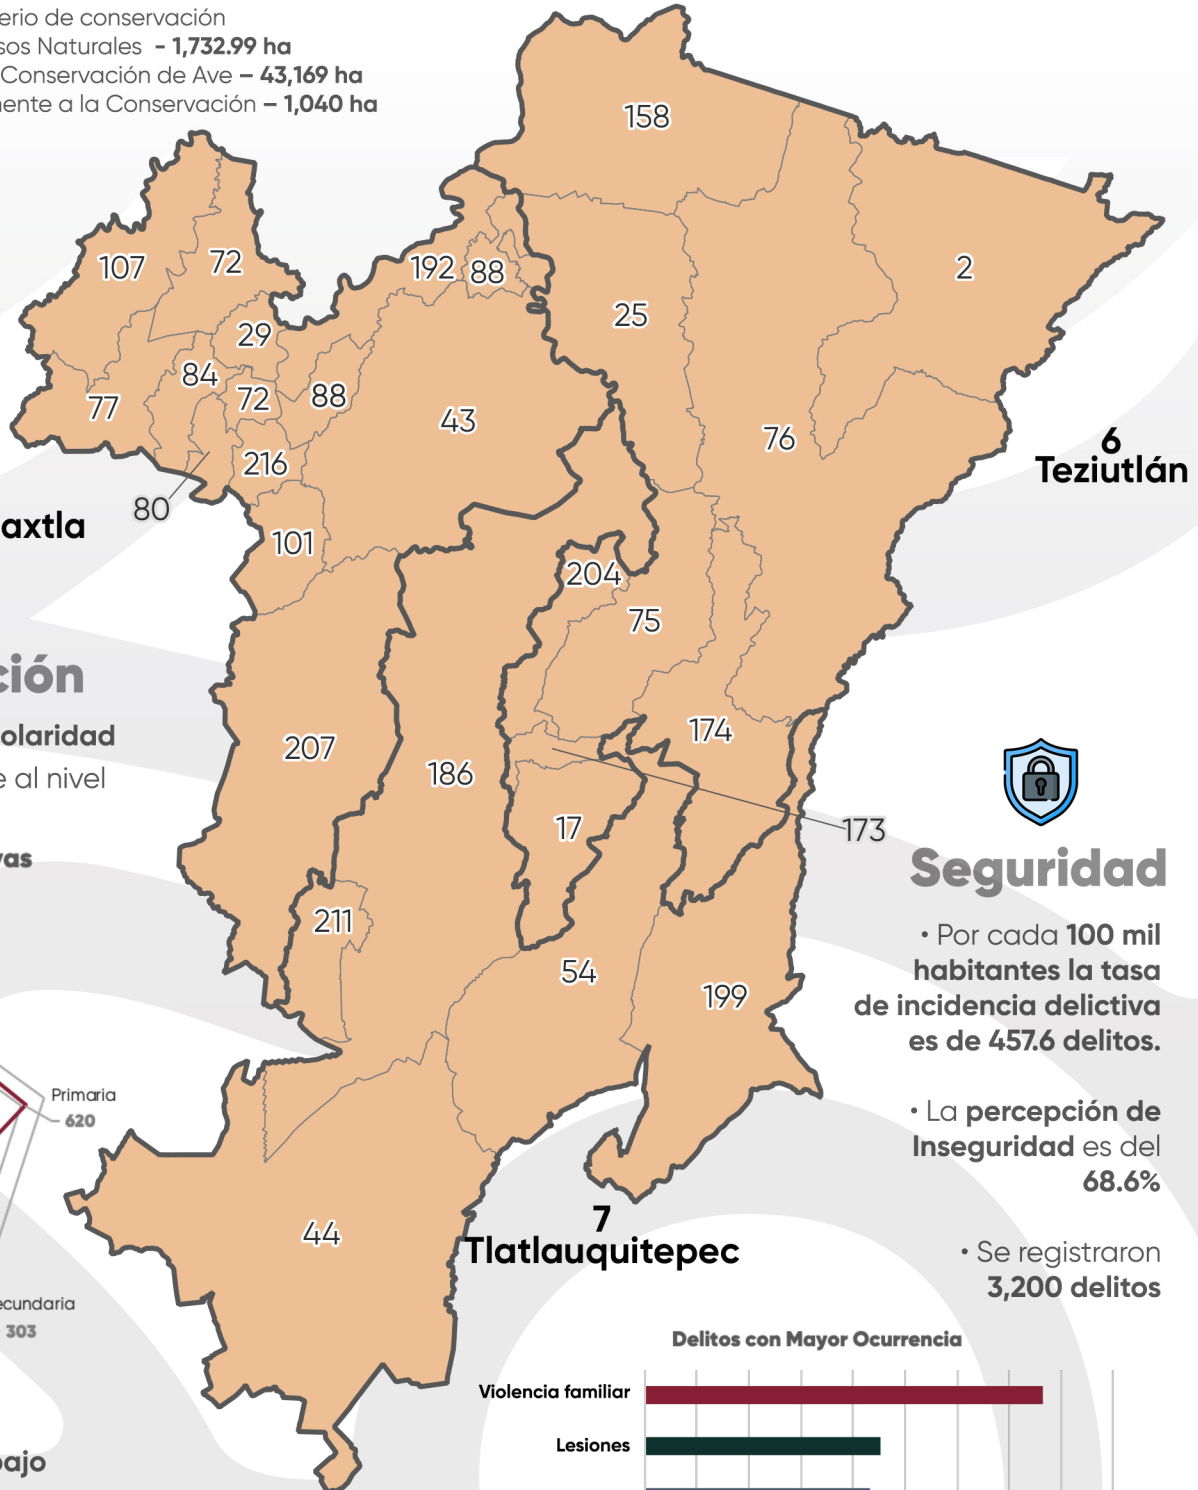 erio de conservación
sos Naturales - 1,732.99 ha
Conservación de Ave – 43,169 ha
mente a la Conservación – 1,040 ha
158
107
72
192
88
2
29
25
84
77
72
88
43
76
6
Teziutlán
216
80
axtla
101
204
75
ción
olaridad
e al nivel
207
186
174
17
173
vas
Seguridad
211
• Por cada 100 mil
habitantes la tasa
de incidencia delictiva
es de 457.6 delitos.
54
199
Primaria
620
• La percepción de
Inseguridad es del
68.6%
44
7
Tlatlauquitepec
• Se registraron
3,200 delitos
ecundaria
303
Delitos con Mayor Ocurrencia
Violencia familiar
Lesiones
bajo